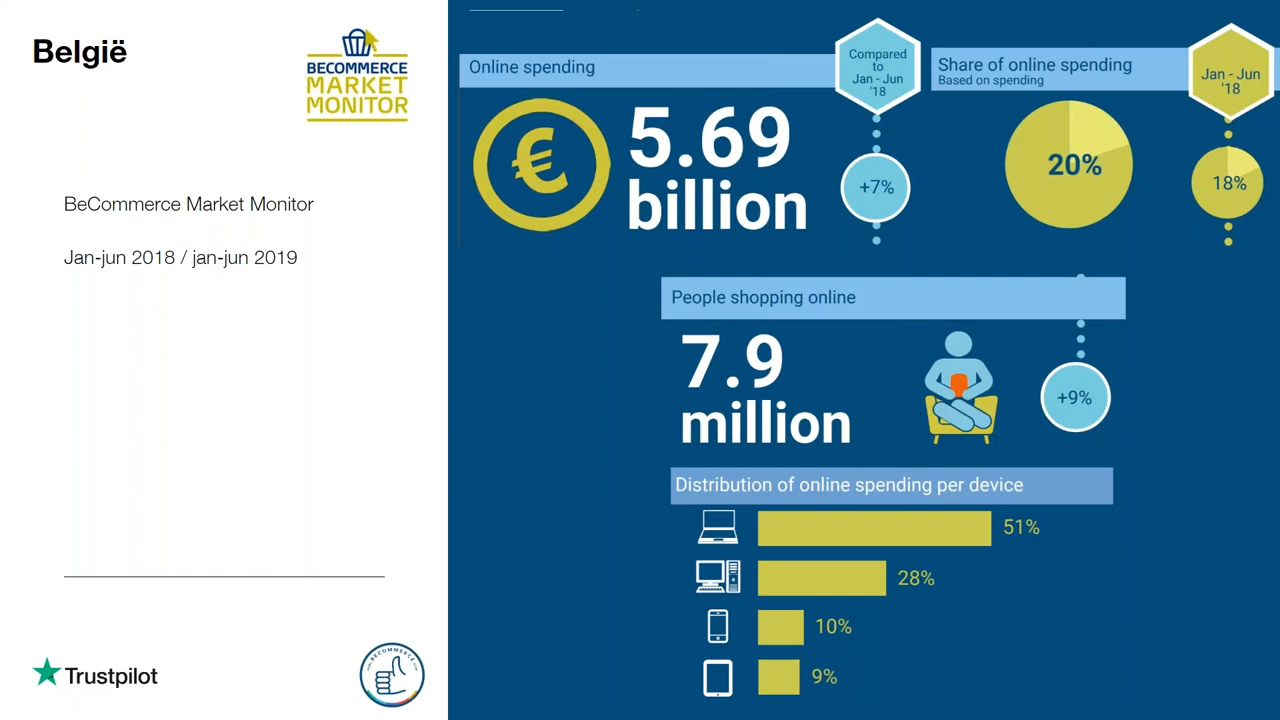 België
BECOMMERCE
MARKET
MONITOR
BeCommerce Market Monitor
Jan-jun 2018 / jan-jun 2019
Trustpilot
BECOMMERCE
Online spending
€
5.69
billion
Compared
to
Jan - Jun
'18
+7%
Share of online spending
Based on spending
20%
Jan - Jun
'18
18%
People shopping online
7.9
million
+9%
Distribution of online spending per device
51%
28%
10%
9%